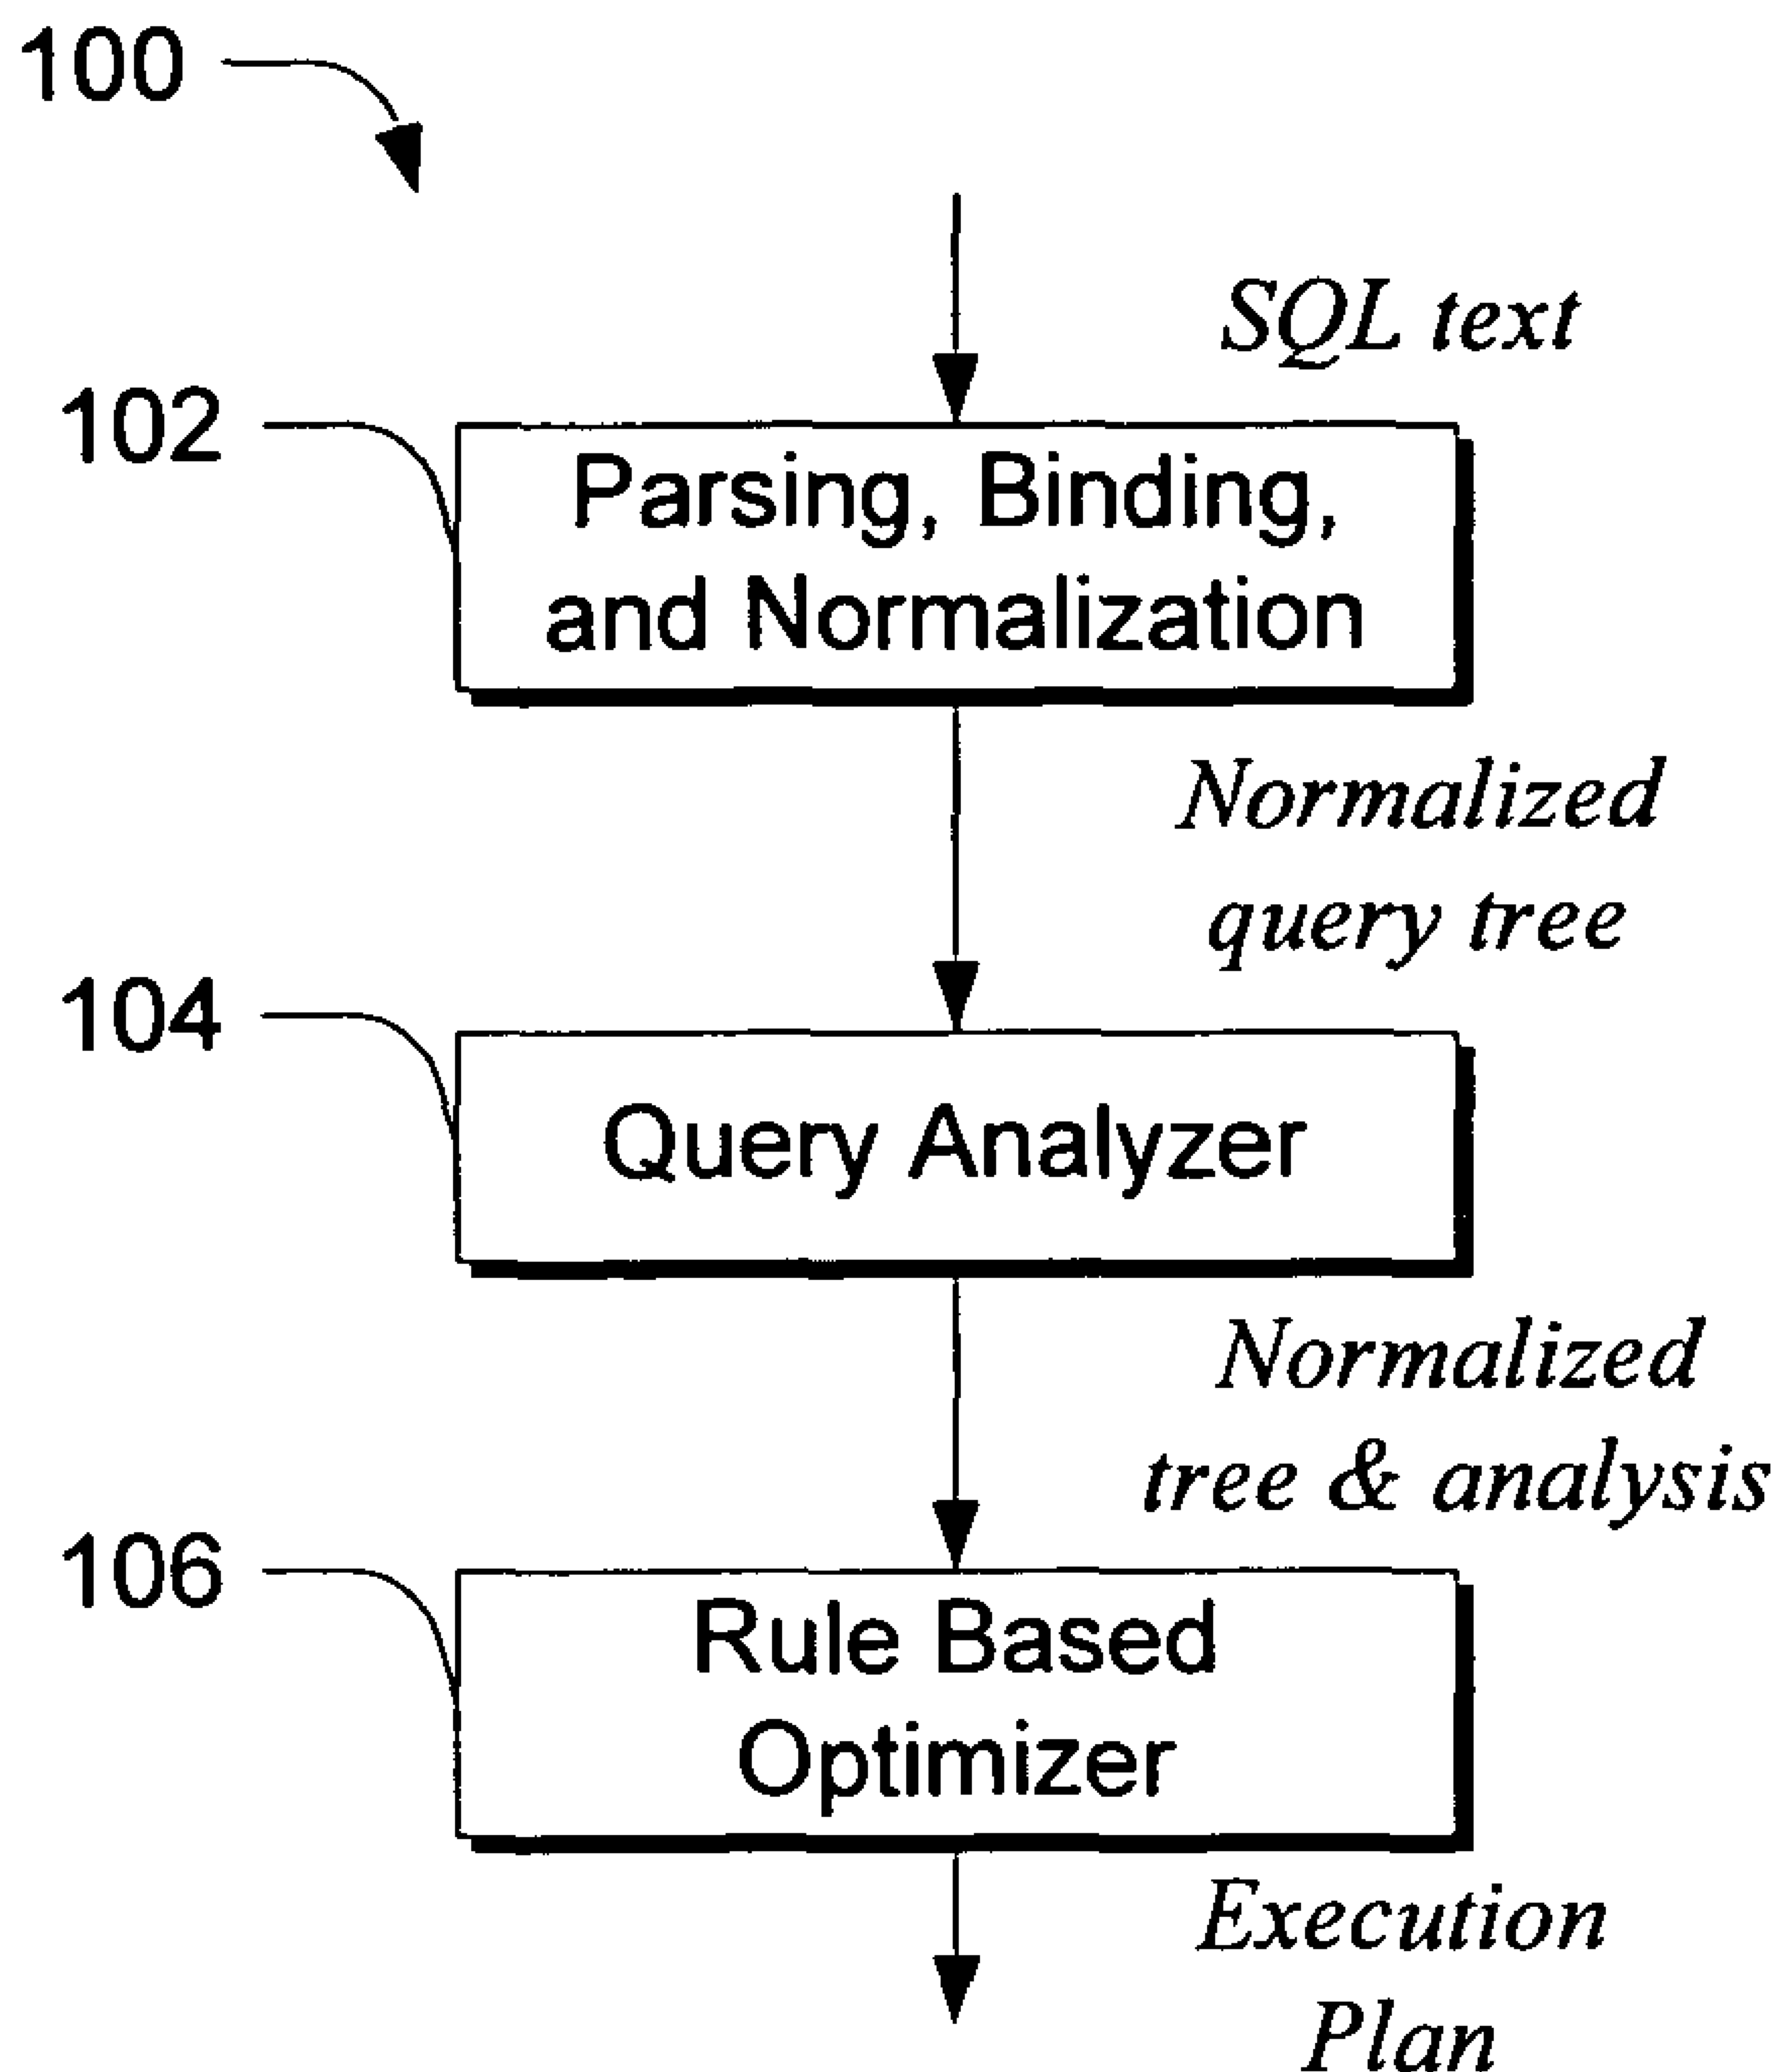 100
SQL text
102
Parsing, Binding,
and Normalization
Normalized
query tree
104
Query Analyzer
Normalized
tree & analysis
106
Rule Based
Optimizer
Execution
Plan